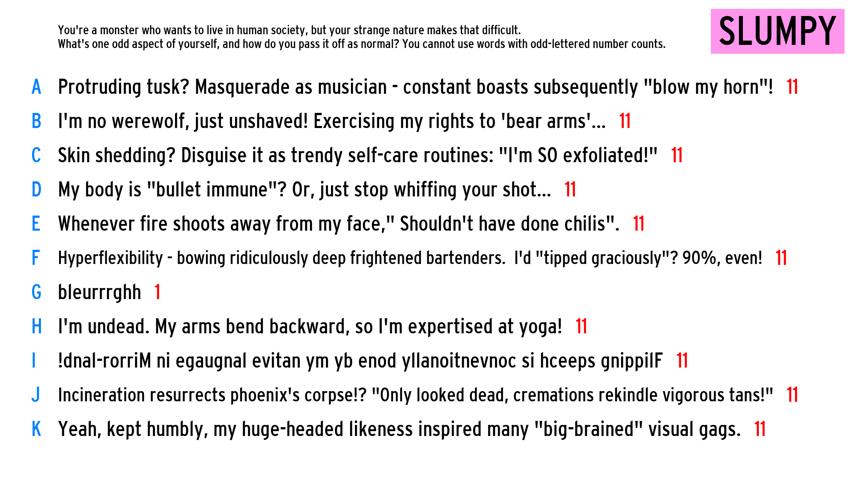 You're a monster who wants to live in human society, but your strange nature makes that difficult.
What's one odd aspect of yourself, and how do you pass it off as normal? You cannot use words with odd-lettered number counts.
SLUMPY
A Protruding tusk? Masquerade as musician - constant boasts subsequently "blow my horn"! 11
B I'm no werewolf, just unshaved! Exercising my rights to 'bear arms'... 11
C Skin shedding? Disguise it as trendy self-care routines: "I'm SO exfoliated!" 11
D My body is "bullet immune"? Or, just stop whiffing your shot... 11
E Whenever fire shoots away from my face," Shouldn't have done chilis". 11
F Hyperflexibility - bowing ridiculously deep frightened bartenders. I'd "tipped graciously"? 90%, even! 11
G bleurrrghh 1
H I'm undead. My arms bend backward, so I'm expertised at yoga! 11
I !dnal-rorriM ni egaugnal evitan ym yb enod yllanoitnevnoc si hceeps gnippilF 11
J Incineration resurrects phoenix's corpse!? "Only looked dead, cremations rekindle vigorous tans!" 11
K Yeah, kept humbly, my huge-headed likeness inspired many "big-brained" visual gags. 11